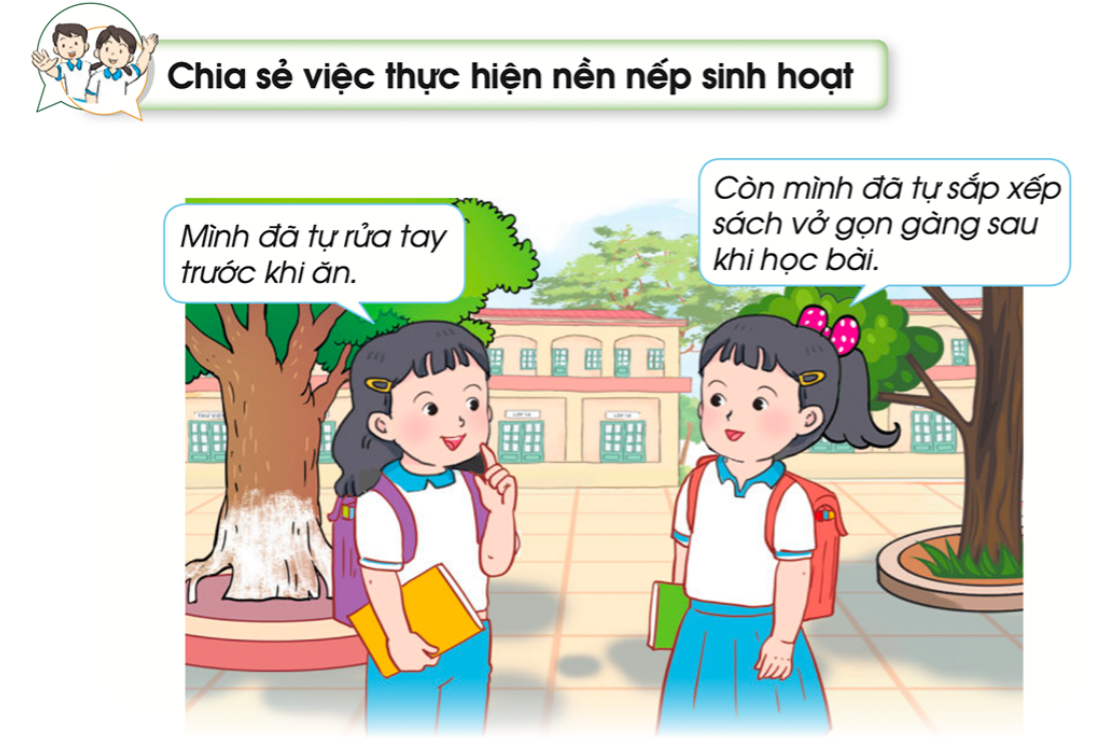 Chia sẻ việc thực hiện nền nếp sinh hoạt
Mình đã tự rửa tay
trước khi ăn.
Còn mình đã tự sắp xếp
sách vở gọn gàng sau
khi học bài.